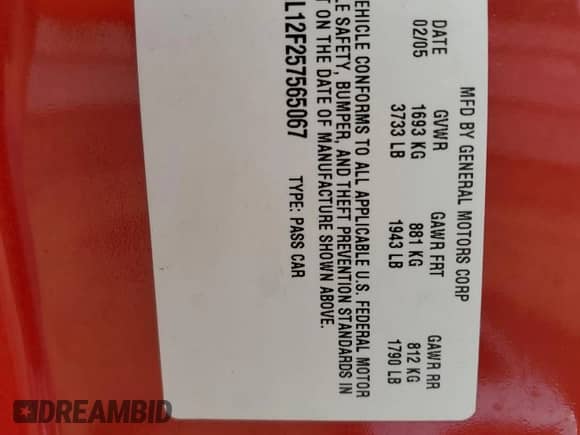 MFD BY GENERAL MOTORS CORP
DATE GVWR GAWR FRT GAWR RR
02/05 1693 KG 881 KG 812 KG
3733 LB 1943 LB 1790 LB
VEHICLE CONFORMS TO ALL APPLICABLE U.S. FEDERAL MOTOR
SAFETY, BUMPER, AND THEFT PREVENTION STANDARDS IN
ON THE DATE OF MANUFACTURE SHOWN ABOVE.
L12F257565067 TYPE: PASS CAR
DREAMBID